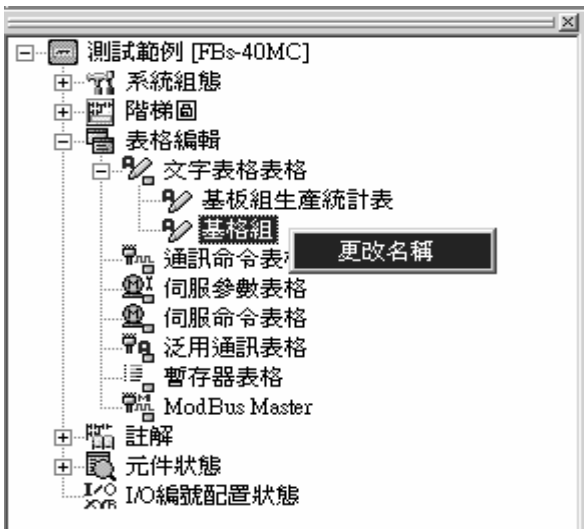 測試範例 [FBs-40MC]
系統組態
階梯圖
表格編輯
文字表格表格
基板組生產統計表
基格組
更改名稱
通訊命令表
伺服參數表格
伺服命令表格
泛用通訊表格
暫存器表格
ModBus Master
註解
元件狀態
I/O編號配置狀態